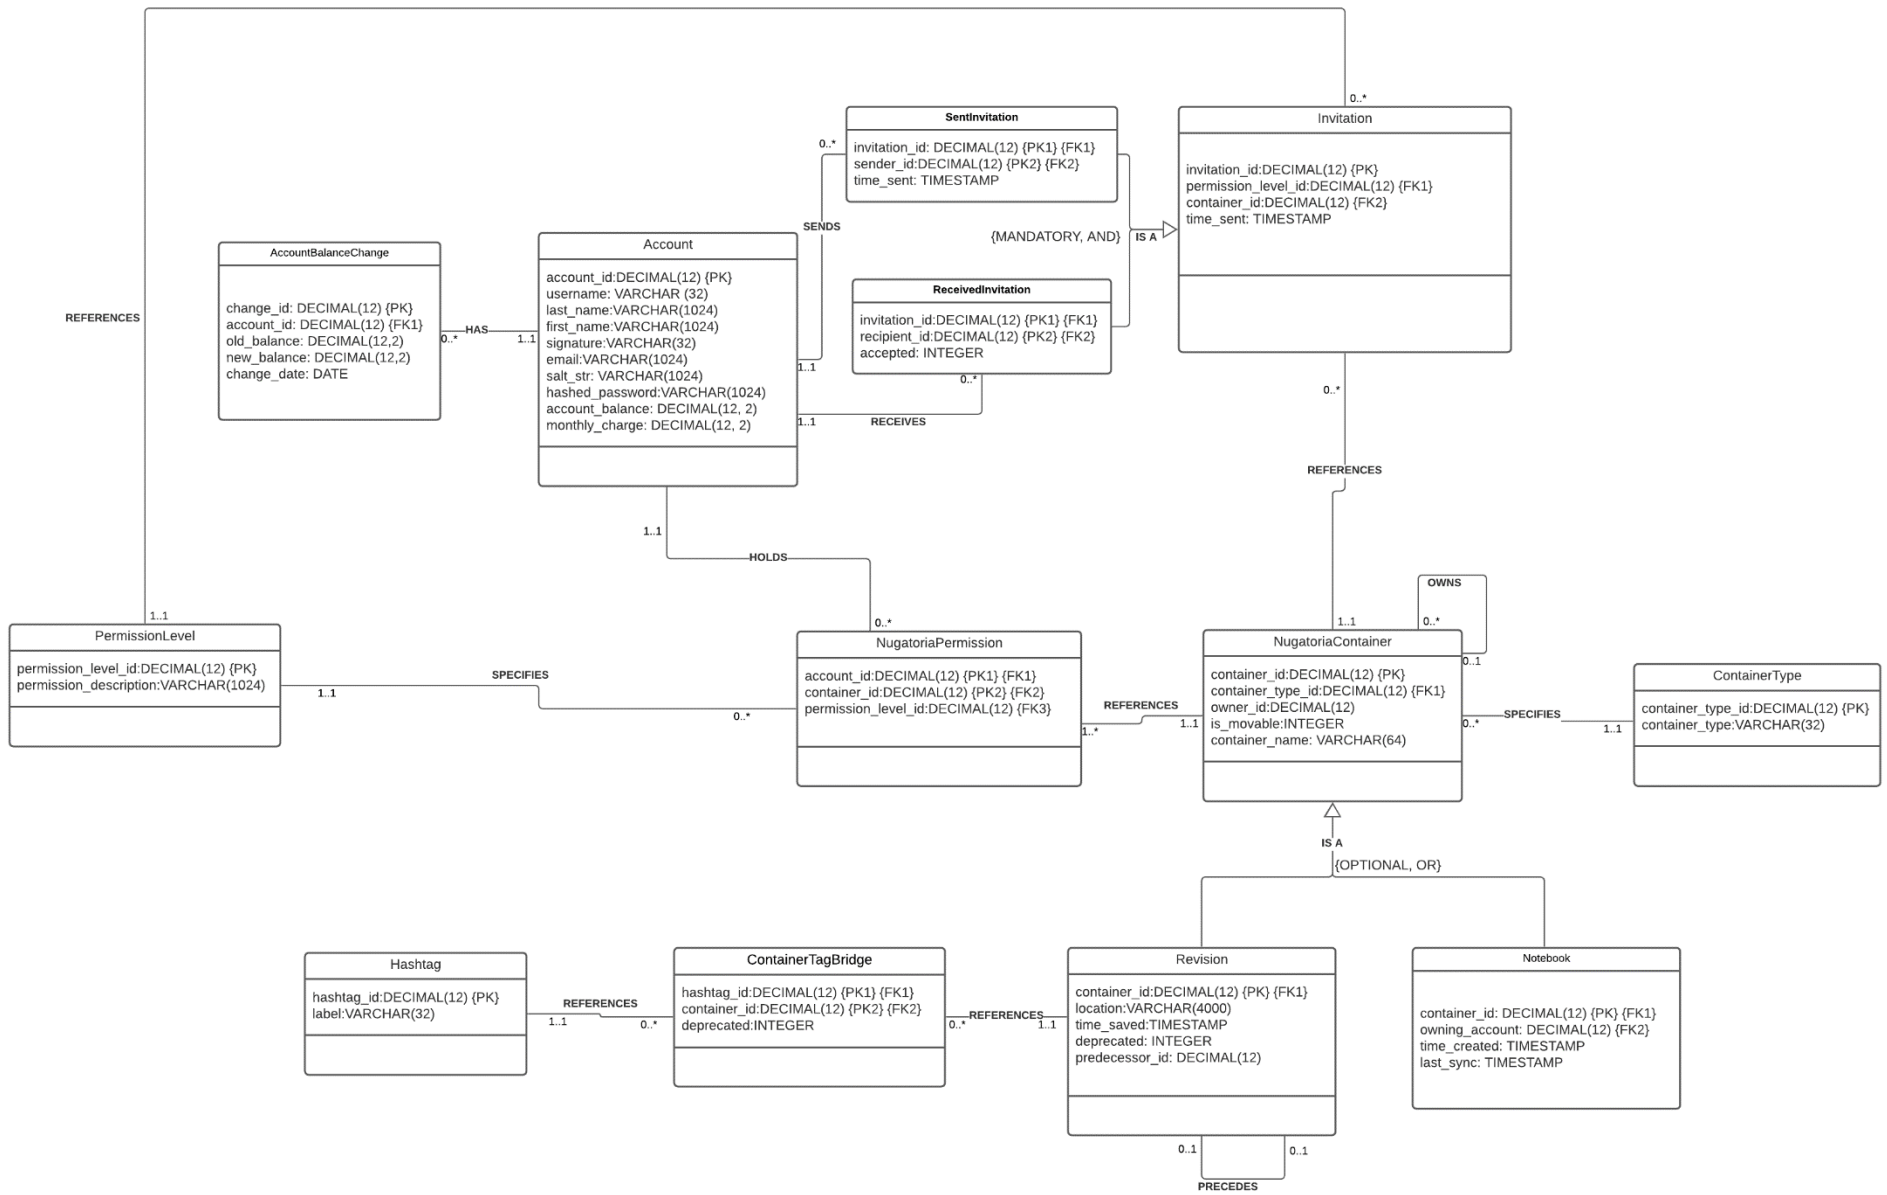 0..*
SentInvitation
invitation_id: DECIMAL(12) {PK1} {FK1}
sender_id:DECIMAL(12) {PK2} {FK2}
time_sent: TIMESTAMP
0..*
SENDS
Invitation
invitation_id:DECIMAL(12) {PK}
permission_level_id:DECIMAL(12) {FK1}
container_id:DECIMAL(12) {FK2}
time_sent: TIMESTAMP
{MANDATORY, AND}
IS A
AccountBalanceChange
change_id: DECIMAL(12) {PK}
account_id: DECIMAL(12) {FK1}
old_balance: DECIMAL(12,2)
new_balance: DECIMAL(12,2)
change_date: DATE
HAS
0..*
1..1
Account
account_id:DECIMAL(12) {PK}
username: VARCHAR (32)
last_name:VARCHAR(1024)
first_name:VARCHAR(1024)
signature:VARCHAR(32)
email:VARCHAR(1024)
salt_str: VARCHAR(1024)
hashed_password:VARCHAR(1024)
account_balance: DECIMAL(12, 2)
monthly_charge: DECIMAL(12, 2)
1..1
ReceivedInvitation
invitation_id:DECIMAL(12) {PK1} {FK1}
recipient_id:DECIMAL(12) {PK2} {FK2}
accepted: INTEGER
0..*
1..1
RECEIVES
REFERENCES
0..*
REFERENCES
1..1
HOLDS
0..*
1..1
OWNS
0..*
0..1
1..1
PermissionLevel
permission_level_id:DECIMAL(12) {PK}
permission_description:VARCHAR(1024)
SPECIFIES
1..1
0..*
NugatoriaPermission
account_id:DECIMAL(12) {PK1} {FK1}
container_id:DECIMAL(12) {PK2} {FK2}
permission_level_id:DECIMAL(12) {FK3}
REFERENCES
1..*
1..1
NugatoriaContainer
container_id:DECIMAL(12) {PK}
container_type_id:DECIMAL(12) {FK1}
owner_id:DECIMAL(12)
is_movable:INTEGER
container_name: VARCHAR(64)
0..*
SPECIFIES
1..1
ContainerType
container_type_id:DECIMAL(12) {PK}
container_type:VARCHAR(32)
IS A
{OPTIONAL, OR}
Hashtag
hashtag_id:DECIMAL(12) {PK}
label:VARCHAR(32)
REFERENCES
1..1
0..*
ContainerTagBridge
hashtag_id:DECIMAL(12) {PK1} {FK1}
container_id:DECIMAL(12) {PK2} {FK2}
deprecated:INTEGER
REFERENCES
0..*
1..1
Revision
container_id:DECIMAL(12) {PK} {FK1}
location:VARCHAR(4000)
time_saved:TIMESTAMP
deprecated: INTEGER
predecessor_id: DECIMAL(12)
0..1
0..1
PRECEDES
Notebook
container_id: DECIMAL(12) {PK} {FK1}
owning_account: DECIMAL(12) {FK2}
time_created: TIMESTAMP
last_sync: TIMESTAMP